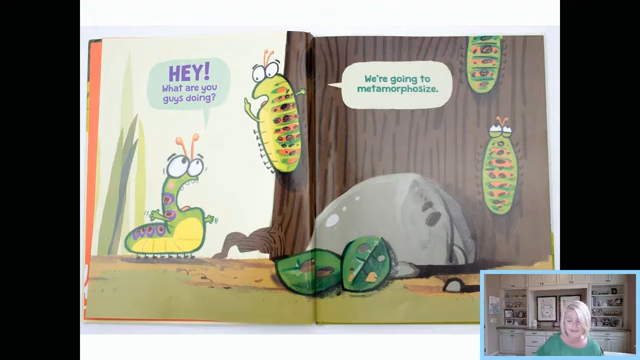 HEY!
What are you
guys doing?
We're going to
metamorphosize.